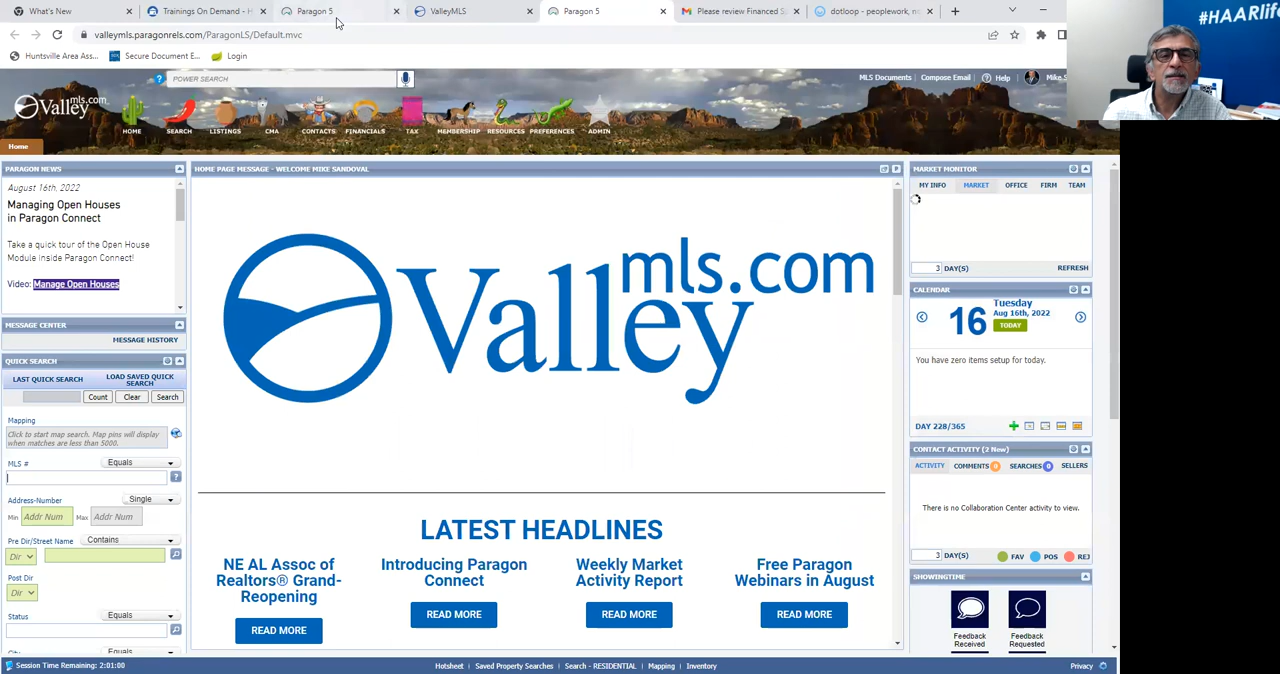 What's New
Trainings On Demand - H
Paragon 5
ValleyMLS
Paragon 5
Please review Financed S
dotloop - peoplework, no
valleymls.paragonrels.com/ParagonLS/Default.mvc
Huntsville Area Ass...
Secure Document E...
Login
#HAARlife
POWER SEARCH
MLS Documents
Compose Email
Help
Mike S
Valley mls.com
HOME
SEARCH
LISTINGS
CMA
CONTACTS
FINANCIALS
TAX
MEMBERSHIP
RESOURCES
PREFERENCES
ADMIN
Home
PARAGON NEWS
August 16th, 2022
Managing Open Houses
in Paragon Connect
Take a quick tour of the Open House
Module inside Paragon Connect!
Video: Manage Open Houses
MESSAGE CENTER
MESSAGE HISTORY
QUICK SEARCH
LAST QUICK SEARCH
LOAD SAVED QUICK
SEARCH
Count
Clear
Search
Mapping
Click to start map search. Map pins will display
when matches are less than 5000.
MLS #
Equals
Address-Number
Single
Min
Addr Num
Max
Addr Num
Pre Dir/Street Name
Contains
Dir
Post Dir
Dir
Status
Equals
Equals
HOME PAGE MESSAGE - WELCOME MIKE SANDOVAL
Valley mls.com
LATEST HEADLINES
NE AL Assoc of
Realtors® Grand-
Reopening
READ MORE
Introducing Paragon
Connect
READ MORE
Weekly Market
Activity Report
READ MORE
Free Paragon
Webinars in August
READ MORE
MARKET MONITOR
MY INFO
MARKET
OFFICE
FIRM
TEAM
3 DAY(S)
REFRESH
CALENDAR
16
Tuesday
Aug 16th, 2022
TODAY
You have zero items setup for today.
DAY 228/365
CONTACT ACTIVITY (2 New)
ACTIVITY
COMMENTS 0
SEARCHES 0
SELLERS
There is no Collaboration Center activity to view.
3 DAY(S)
FAV
POS
REJ
SHOWINGTIME
Feedback
Received
Feedback
Requested
Session Time Remaining: 2:01:00
Hotsheet | Saved Property Searches | Search - RESIDENTIAL | Mapping | Inventory
Privacy